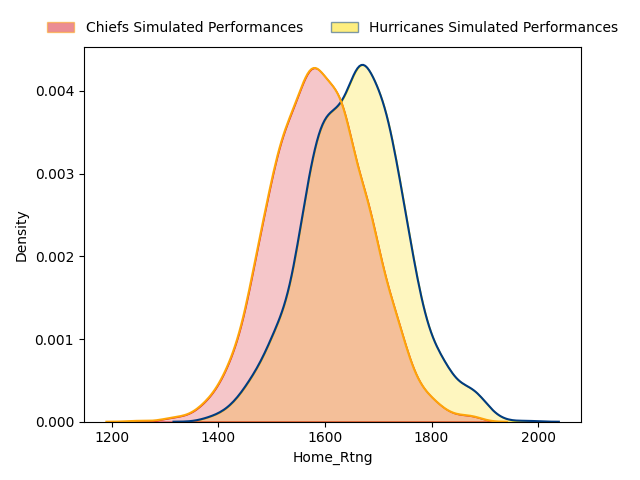 Chiefs Simulated Performances Hurricanes Simulated Performances
0.004
0.003
0.002
0.001
0.000
Density
1200 1400 1600 1800 2000
Home_Rtng